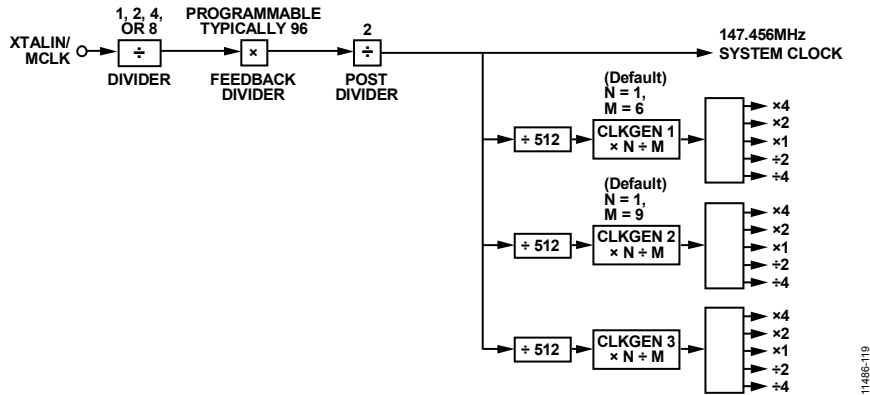 XTALIN/
MCLK
1, 2, 4,
OR 8
÷
DIVIDER
PROGRAMMABLE
TYPICALLY 96
×
FEEDBACK
DIVIDER
2
÷
POST
DIVIDER
147.456MHz
SYSTEM CLOCK
(Default)
N = 1,
M = 6
÷ 512
CLKGEN 1
× N ÷ M
×4
×2
×1
÷2
÷4
(Default)
N = 1,
M = 9
÷ 512
CLKGEN 2
× N ÷ M
×4
×2
×1
÷2
÷4
÷ 512
CLKGEN 3
× N ÷ M
×4
×2
×1
÷2
÷4
11486-119